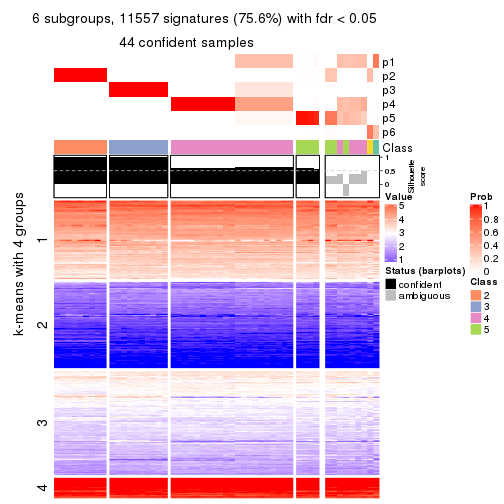 6 subgroups, 11557 signatures (75.6%) with fdr < 0.05
44 confident samples
p1
p2
p3
p4
p5
p6
Class
1
0.5
0
Silhouette
score
k-means with 4 groups
1
2
3
4
Value
5
4
3
2
1
Status (barplots)
confident
ambiguous
Prob
1
0.8
0.6
0.4
0.2
0
Class
2
3
4
5